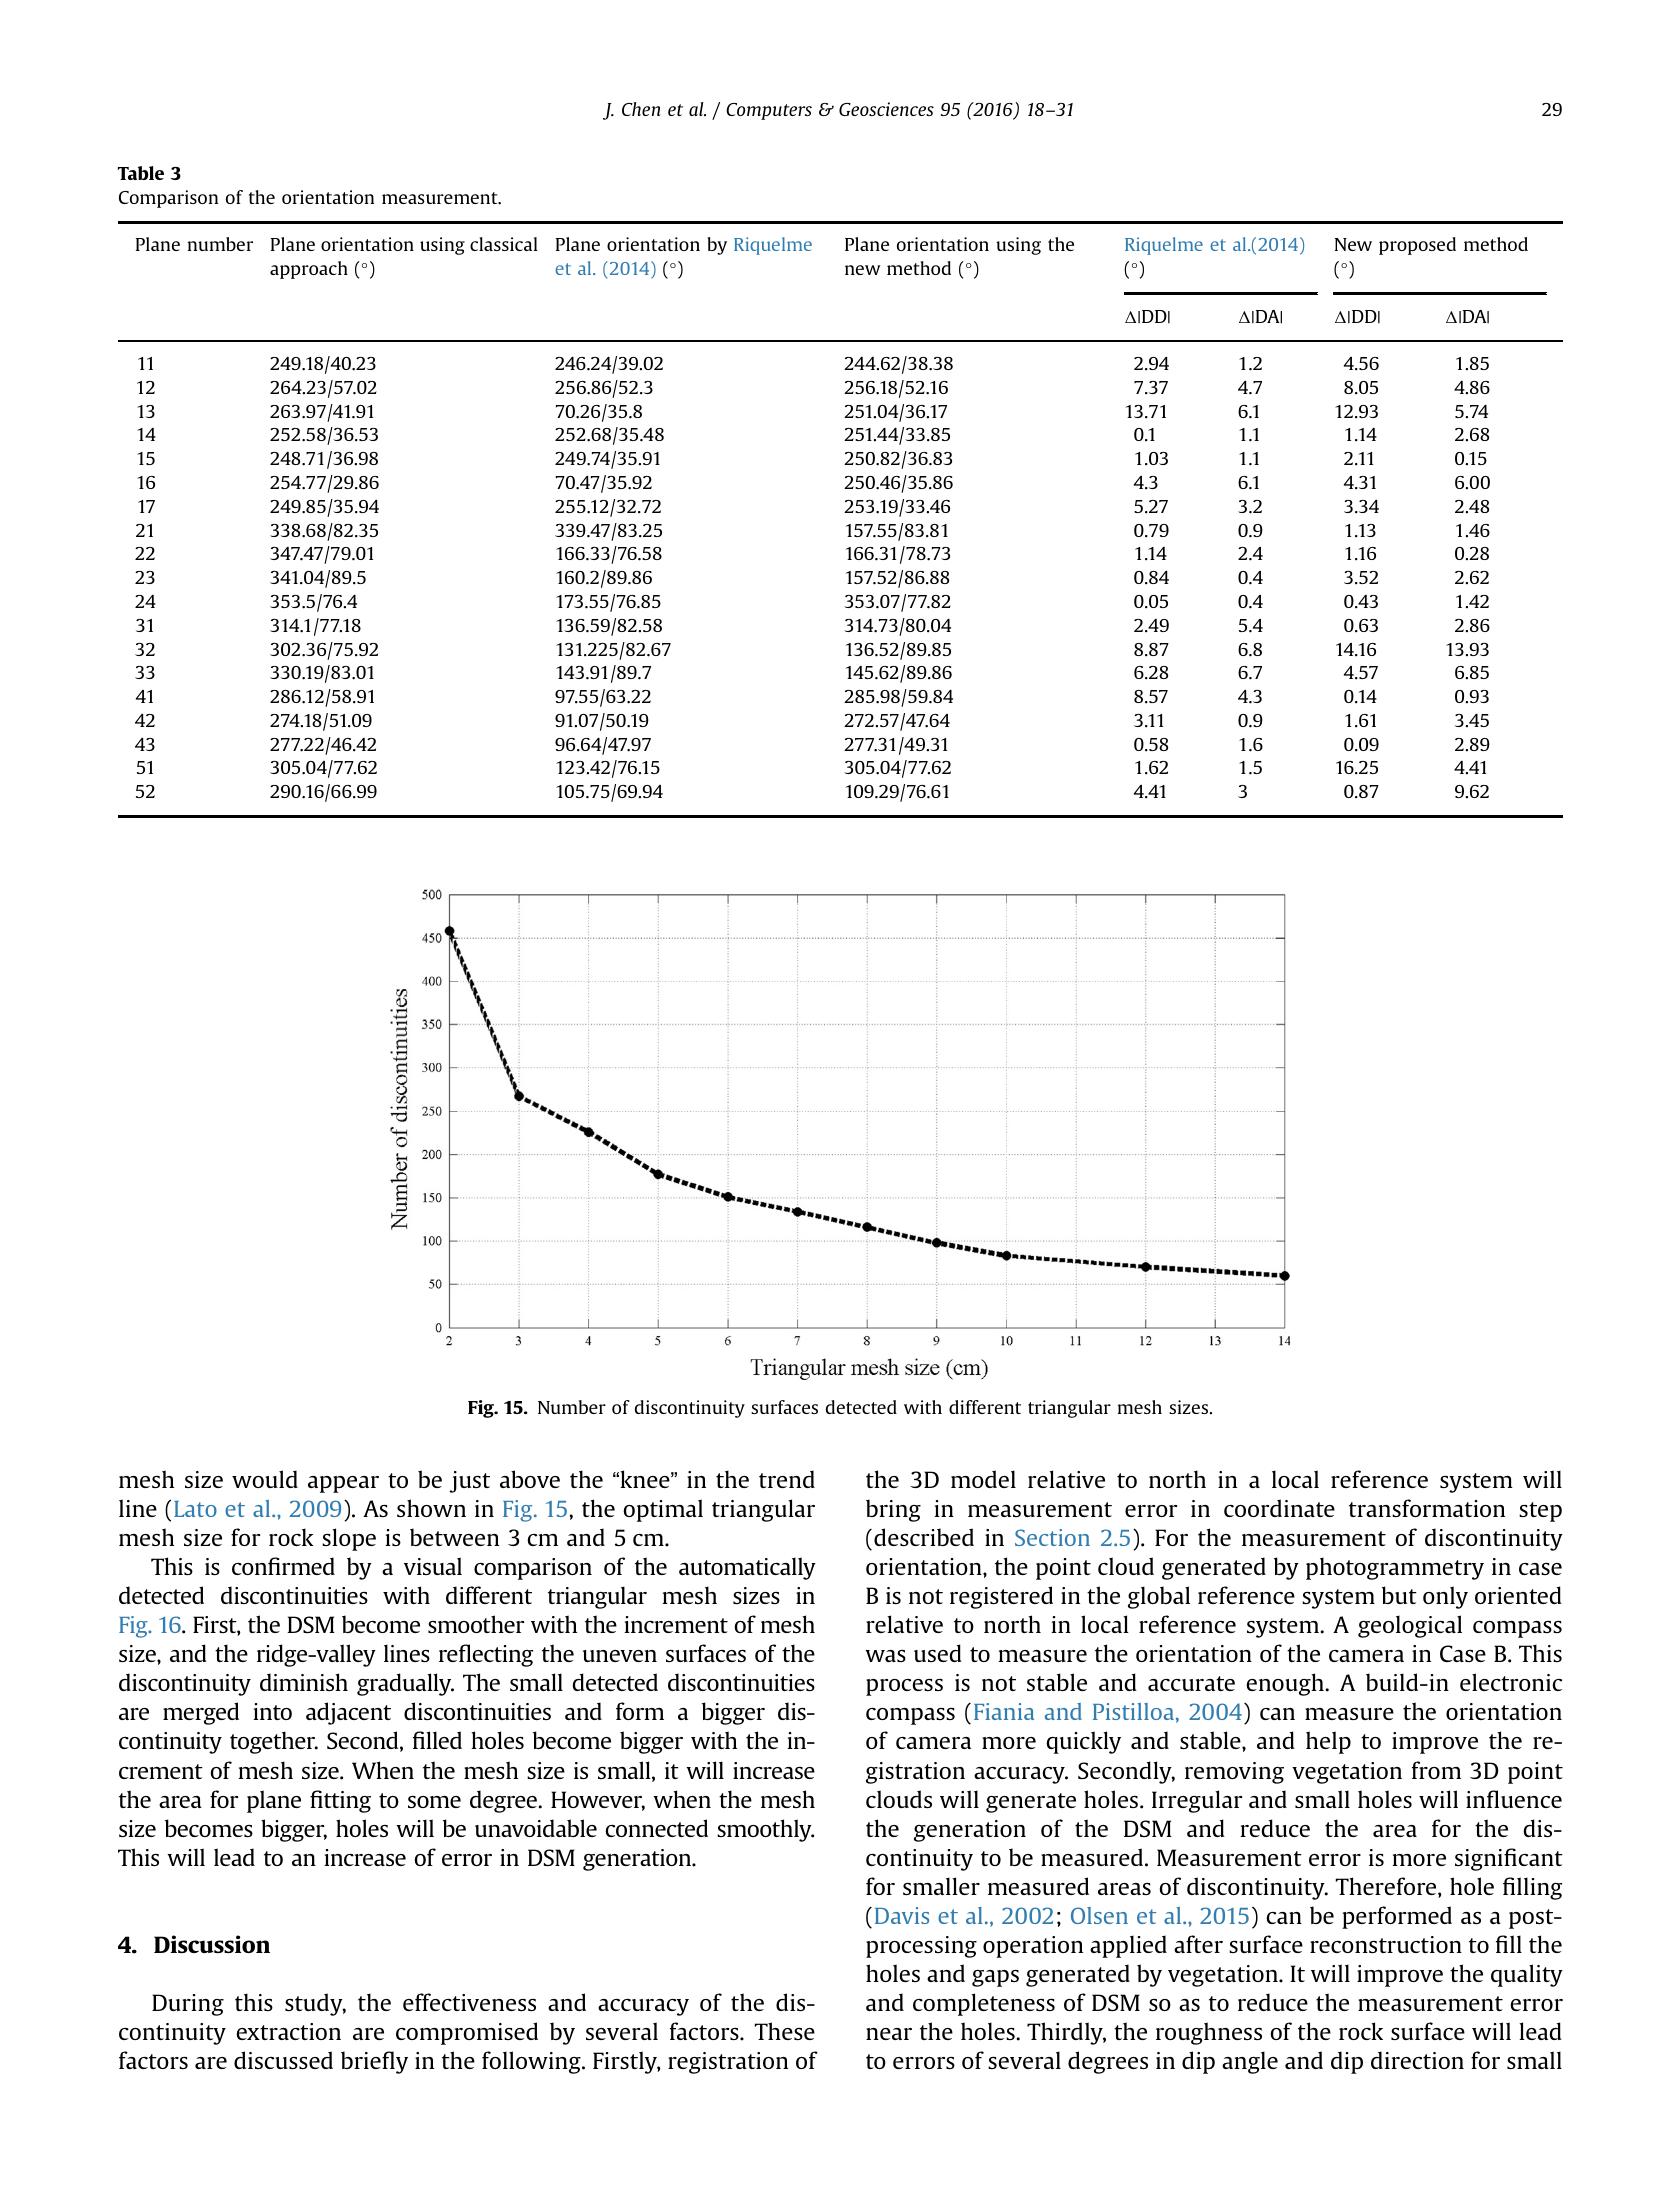 J. Chen et al. / Computers & Geosciences 95 (2016) 18–31 29
Table 3
Comparison of the orientation measurement.
Plane number Plane orientation using classical Plane orientation by Riquelme Plane orientation using the Riquelme et al.(2014) New proposed method
approach (°) et al. (2014) (°) new method (°) (°) (°)
Δ|DD| Δ|DA| Δ|DD| Δ|DA|
11 249.18/40.23 246.24/39.02 244.62/38.38 2.94 1.2 4.56 1.85
12 264.23/57.02 256.86/52.3 256.18/52.16 7.37 4.7 8.05 4.86
13 263.97/41.91 70.26/35.8 251.04/36.17 13.71 6.1 12.93 5.74
14 252.58/36.53 252.68/35.48 251.44/33.85 0.1 1.1 1.14 2.68
15 248.71/36.98 249.74/35.91 250.82/36.83 1.03 1.1 2.11 0.15
16 254.77/29.86 70.47/35.92 250.46/35.86 4.3 6.1 4.31 6.00
17 249.85/35.94 255.12/32.72 253.19/33.46 5.27 3.2 3.34 2.48
21 338.68/82.35 339.47/83.25 157.55/83.81 0.79 0.9 1.13 1.46
22 347.47/79.01 166.33/76.58 166.31/78.73 1.14 2.4 1.16 0.28
23 341.04/89.5 160.2/89.86 157.52/86.88 0.84 0.4 3.52 2.62
24 353.5/76.4 173.55/76.85 353.07/77.82 0.05 0.4 0.43 1.42
31 314.1/77.18 136.59/82.58 314.73/80.04 2.49 5.4 0.63 2.86
32 302.36/75.92 131.225/82.67 136.52/89.85 8.87 6.8 14.16 13.93
33 330.19/83.01 143.91/89.7 145.62/89.86 6.28 6.7 4.57 6.85
41 286.12/58.91 97.55/63.22 285.98/59.84 8.57 4.3 0.14 0.93
42 274.18/51.09 91.07/50.19 272.57/47.64 3.11 0.9 1.61 3.45
43 277.22/46.42 96.64/47.97 277.31/49.31 0.58 1.6 0.09 2.89
51 305.04/77.62 123.42/76.15 305.04/77.62 1.62 1.5 16.25 4.41
52 290.16/66.99 105.75/69.94 109.29/76.61 4.41 3 0.87 9.62
500
450
400
350
300
250
200
150
100
50
0
Number of discontinuities
2 3 4 5 6 7 8 9 10 11 12 13 14
Triangular mesh size (cm)
Fig. 15. Number of discontinuity surfaces detected with different triangular mesh sizes.
mesh size would appear to be just above the “knee” in the trend
line (Lato et al., 2009). As shown in Fig. 15, the optimal triangular
mesh size for rock slope is between 3 cm and 5 cm.
This is confirmed by a visual comparison of the automatically
detected discontinuities with different triangular mesh sizes in
Fig. 16. First, the DSM become smoother with the increment of mesh
size, and the ridge-valley lines reflecting the uneven surfaces of the
discontinuity diminish gradually. The small detected discontinuities
are merged into adjacent discontinuities and form a bigger dis-
continuity together. Second, filled holes become bigger with the in-
crement of mesh size. When the mesh size is small, it will increase
the area for plane fitting to some degree. However, when the mesh
size becomes bigger, holes will be unavoidable connected smoothly.
This will lead to an increase of error in DSM generation.
4. Discussion
During this study, the effectiveness and accuracy of the dis-
continuity extraction are compromised by several factors. These
factors are discussed briefly in the following. Firstly, registration of
the 3D model relative to north in a local reference system will
bring in measurement error in coordinate transformation step
(described in Section 2.5). For the measurement of discontinuity
orientation, the point cloud generated by photogrammetry in case
B is not registered in the global reference system but only oriented
relative to north in local reference system. A geological compass
was used to measure the orientation of the camera in Case B. This
process is not stable and accurate enough. A build-in electronic
compass (Fiania and Pistilloa, 2004) can measure the orientation
of camera more quickly and stable, and help to improve the re-
gistration accuracy. Secondly, removing vegetation from 3D point
clouds will generate holes. Irregular and small holes will influence
the generation of the DSM and reduce the area for the dis-
continuity to be measured. Measurement error is more significant
for smaller measured areas of discontinuity. Therefore, hole filling
(Davis et al., 2002; Olsen et al., 2015) can be performed as a post-
processing operation applied after surface reconstruction to fill the
holes and gaps generated by vegetation. It will improve the quality
and completeness of DSM so as to reduce the measurement error
near the holes. Thirdly, the roughness of the rock surface will lead
to errors of several degrees in dip angle and dip direction for small